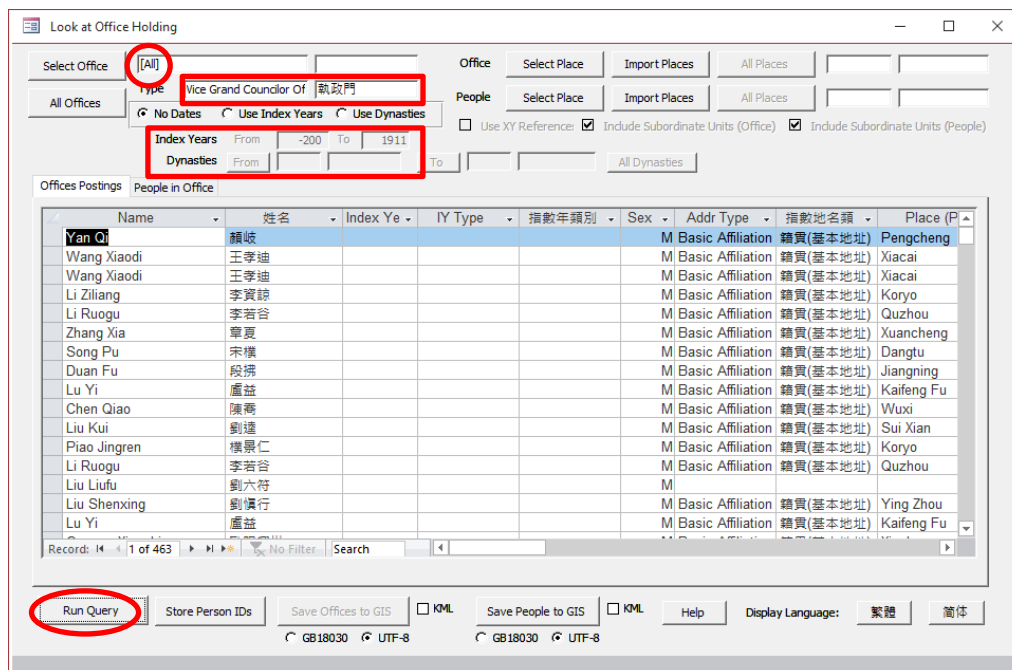 Look at Office Holding
Select Office [All] Office Select Place Import Places All Places
Type Vice Grand Councilor Of 執政門
All Offices People Select Place Import Places All Places
No Dates Use Index Years Use Dynasties Use XY Reference: Include Subordinate Units (Office) Include Subordinate Units (People)
Index Years From -200 To 1911
Dynasties From To All Dynasties
Offices Postings People in Office
Name 姓名 Index Ye IY Type 指數年類別 Sex Addr Type 指數地名類 Place (P
Yan Qi 顏岐 M Basic Affiliation 籍貫(基本地址) Pengcheng
Wang Xiaodi 王孝迪 M Basic Affiliation 籍貫(基本地址) Xiacai
Wang Xiaodi 王孝迪 M Basic Affiliation 籍貫(基本地址) Xiacai
Li Ziliang 李資諒 M Basic Affiliation 籍貫(基本地址) Koryo
Li Ruogu 李若谷 M Basic Affiliation 籍貫(基本地址) Quzhou
Zhang Xia 章夏 M Basic Affiliation 籍貫(基本地址) Xuancheng
Song Pu 宋樸 M Basic Affiliation 籍貫(基本地址) Dangtu
Duan Fu 段拂 M Basic Affiliation 籍貫(基本地址) Jiangning
Lu Yi 盧益 M Basic Affiliation 籍貫(基本地址) Kaifeng Fu
Chen Qiao 陳喬 M Basic Affiliation 籍貫(基本地址) Wuxi
Liu Kui 劉逵 M Basic Affiliation 籍貫(基本地址) Sui Xian
Piao Jingren 樸景仁 M Basic Affiliation 籍貫(基本地址) Koryo
Li Ruogu 李若谷 M Basic Affiliation 籍貫(基本地址) Quzhou
Liu Liufu 劉六符 M
Liu Shenxing 劉慎行 M Basic Affiliation 籍貫(基本地址) Ying Zhou
Lu Yi 盧益 M Basic Affiliation 籍貫(基本地址) Kaifeng Fu
Record: 1 of 463 No Filter Search
Run Query Store Person IDs Save Offices to GIS KML Save People to GIS KML Help Display Language: 繁體 简体
GB18030 UTF-8 GB18030 UTF-8